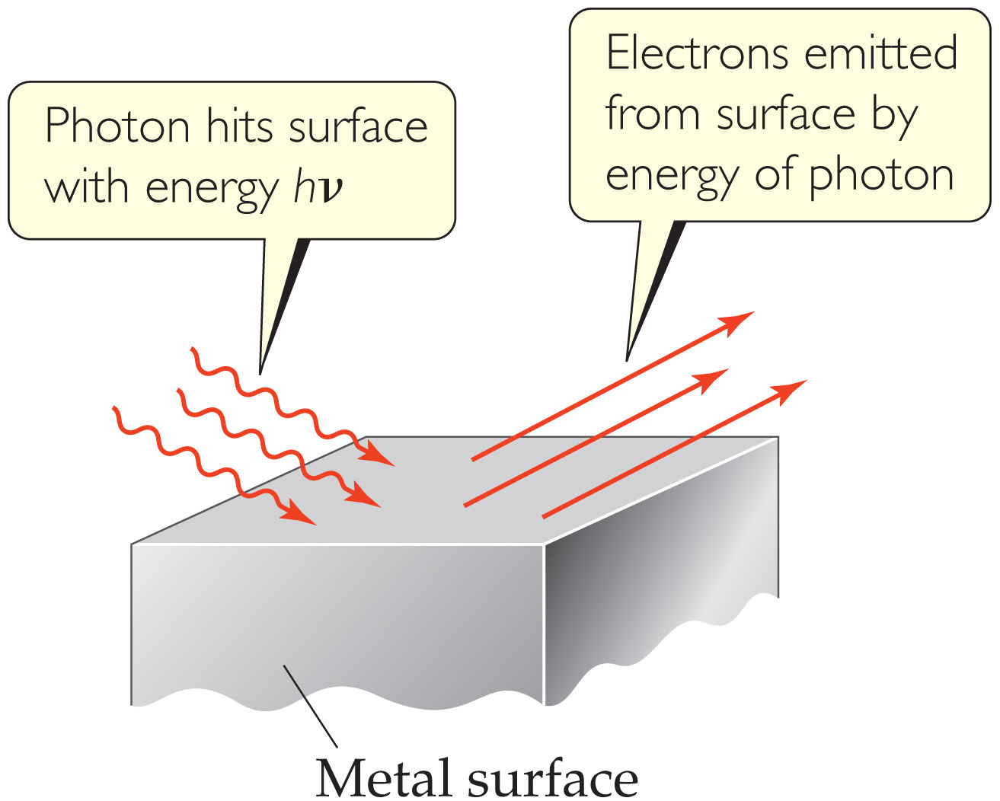 Photon hits surface
with energy hν
Electrons emitted
from surface by
energy of photon
Metal surface